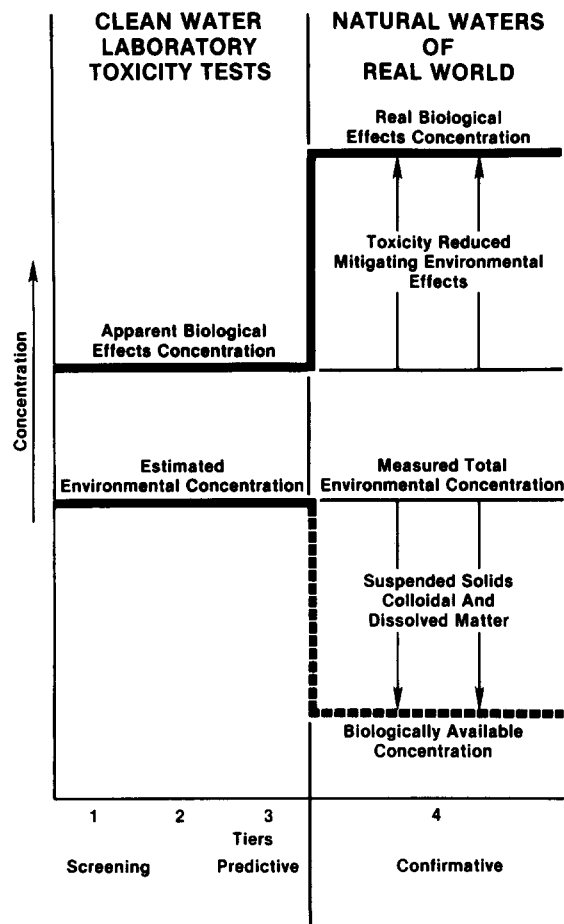 CLEAN WATER
LABORATORY
TOXICITY TESTS
NATURAL WATERS
OF
REAL WORLD
Real Biological
Effects Concentration
Toxicity Reduced
Mitigating Environmental
Effects
Apparent Biological
Effects Concentration
Concentration
Estimated
Environmental Concentration
Measured Total
Environmental Concentration
Suspended Solids
Colloidal And
Dissolved Matter
Biologically Available
Concentration
1 2 3 4
Tiers
Screening Predictive Confirmative